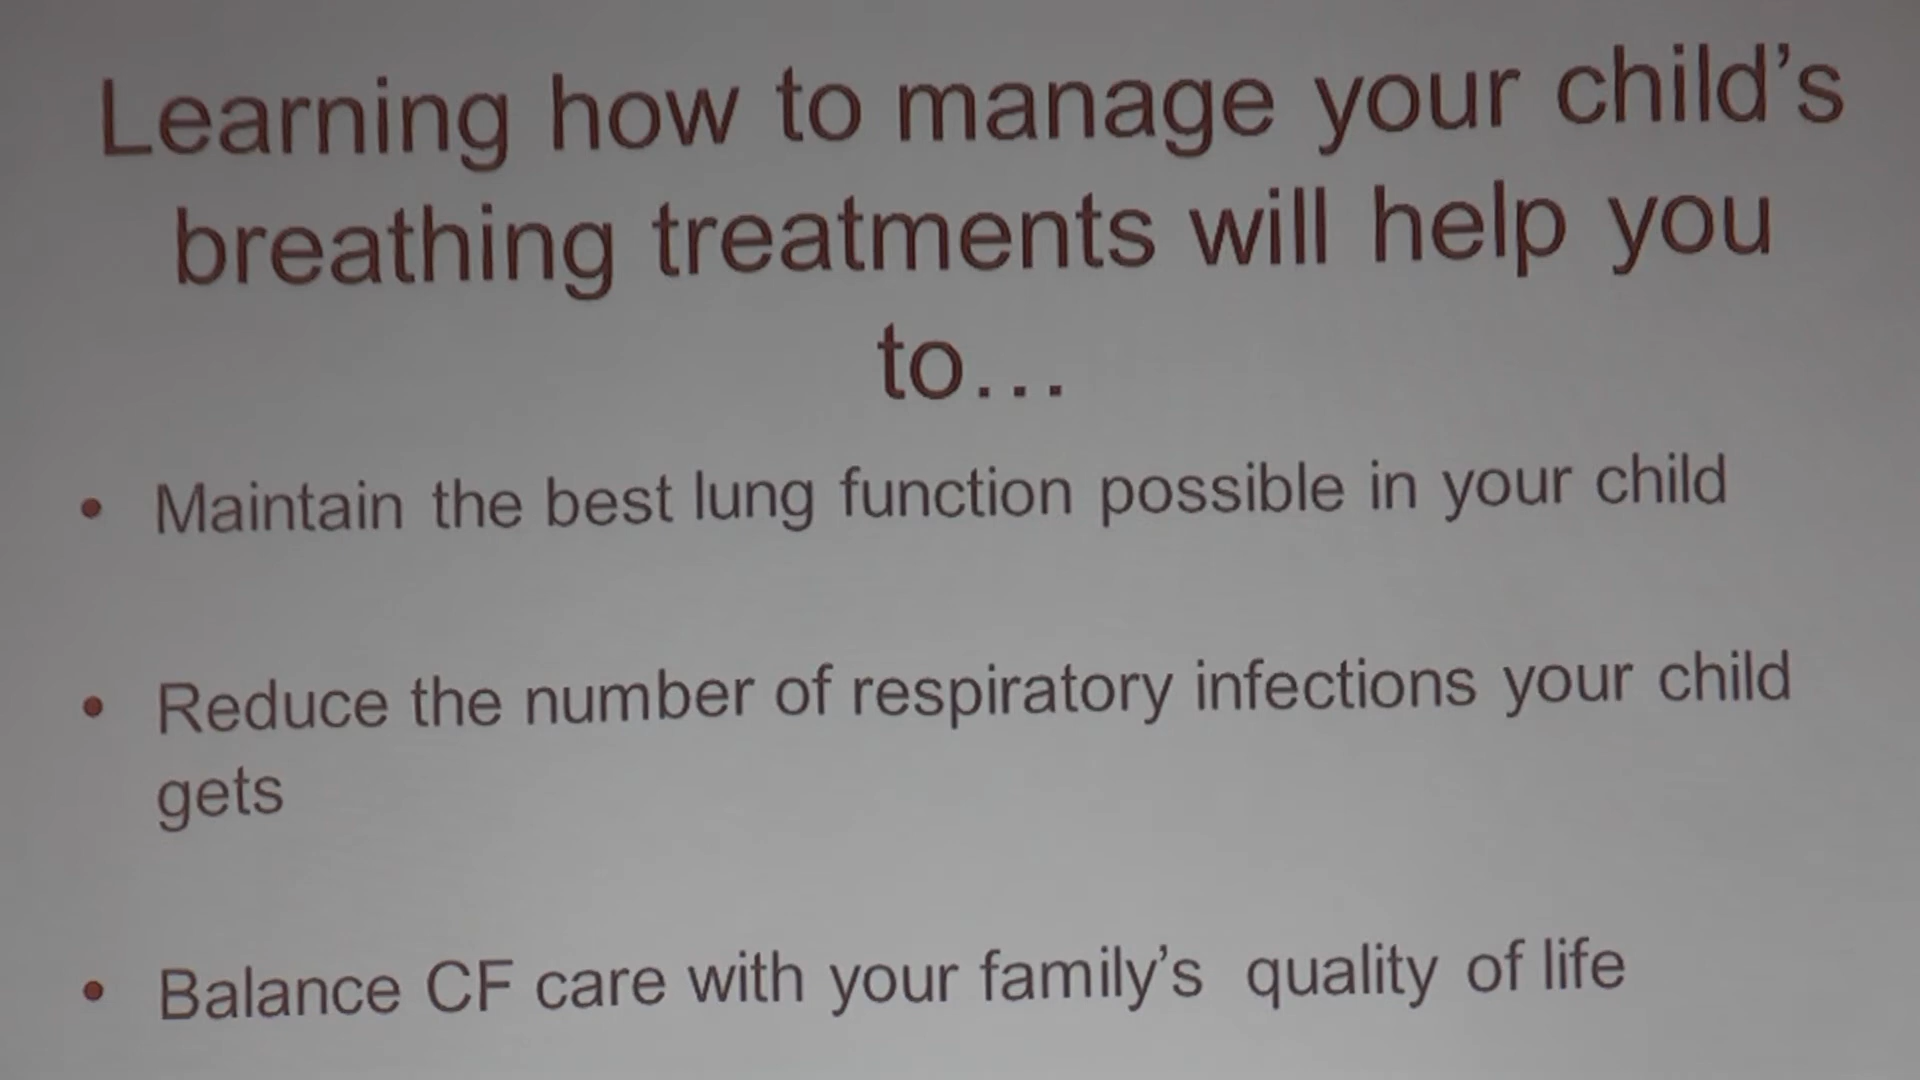 Learning how to manage your child’s
breathing treatments will help you
to…
• Maintain the best lung function possible in your child
• Reduce the number of respiratory infections your child
gets
• Balance CF care with your family’s quality of life